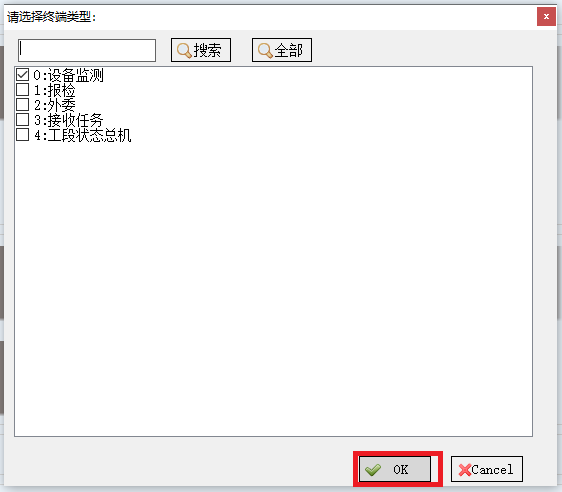 请选择终端类型:
搜索 全部
0:设备监测
1:报检
2:外委
3:接收任务
4:工段状态总机
OK Cancel